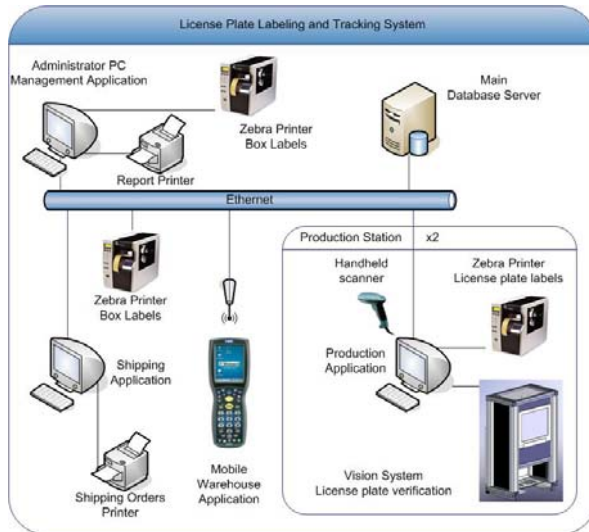 License Plate Labeling and Tracking System
Administrator PC
Management Application
Main
Database Server
Zebra Printer
Box Labels
Report Printer
Ethernet
Production Station x2
Handheld
scanner
Zebra Printer
License plate labels
Zebra Printer
Box Labels
Shipping
Application
Production
Application
Mobile
Warehouse
Application
Vision System
License plate verification
Shipping Orders
Printer